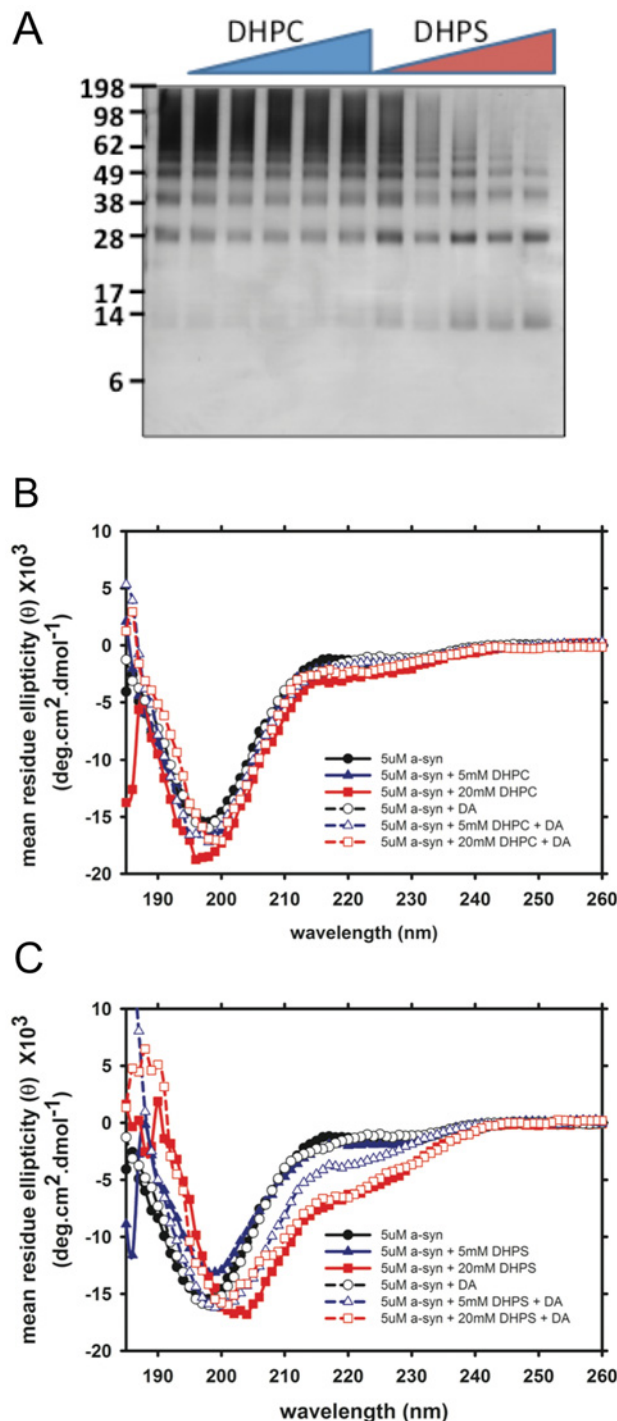 A
DHPC DHPS
198
98
62
49
38
28
17
14
6
B
mean residue ellipticity (θ) X10³
(deg.cm².dmol⁻¹)
10
5
0
-5
-10
-15
-20
5uM a-syn
5uM a-syn + 5mM DHPC
5uM a-syn + 20mM DHPC
5uM a-syn + DA
5uM a-syn + 5mM DHPC + DA
5uM a-syn + 20mM DHPC + DA
190 200 210 220 230 240 250 260
wavelength (nm)
C
mean residue ellipticity (θ) X10³
(deg.cm².dmol⁻¹)
10
5
0
-5
-10
-15
-20
5uM a-syn
5uM a-syn + 5mM DHPS
5uM a-syn + 20mM DHPS
5uM a-syn + DA
5uM a-syn + 5mM DHPS + DA
5uM a-syn + 20mM DHPS + DA
190 200 210 220 230 240 250 260
wavelength (nm)